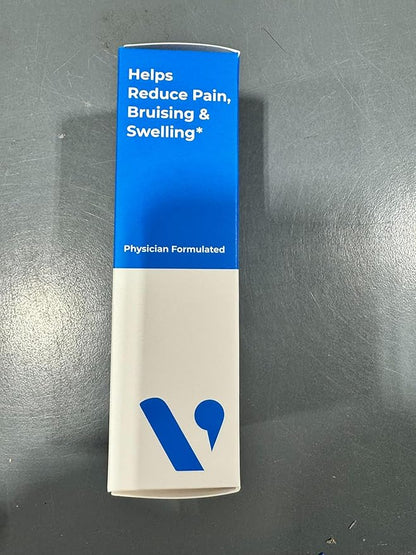 Helps
Reduce Pain,
Bruising &
Swelling*
Physician Formulated